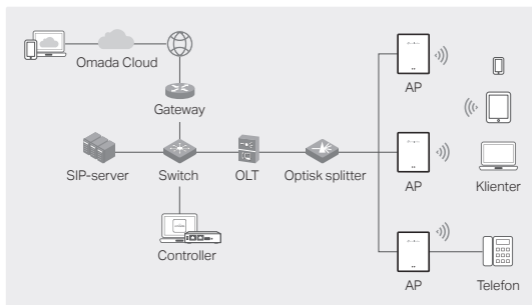 Omada Cloud
Gateway
AP
SIP-server
Switch
OLT
Optisk splitter
AP
Klienter
Controller
AP
Telefon